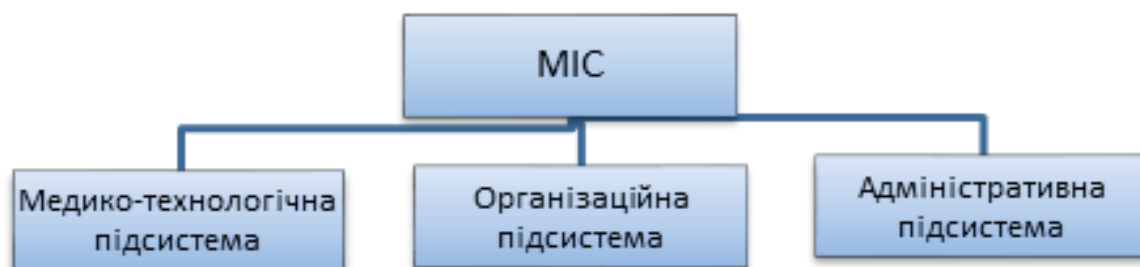 МІС
Медико-технологічна
підсистема
Організаційна
підсистема
Адміністративна
підсистема